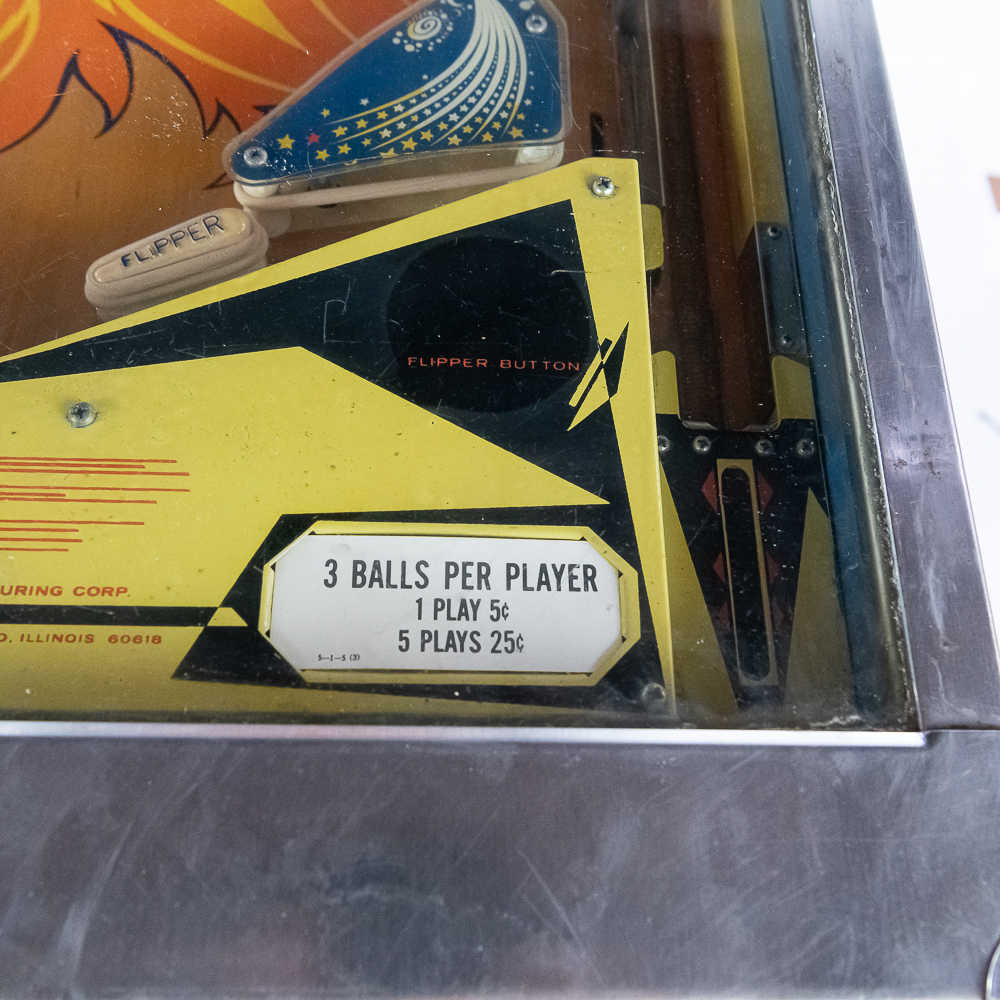 FLIPPER
FLIPPER BUTTON
3 BALLS PER PLAYER
1 PLAY 5¢
5 PLAYS 25¢
5—1—5 (3)
URING CORP.
O, ILLINOIS 60618